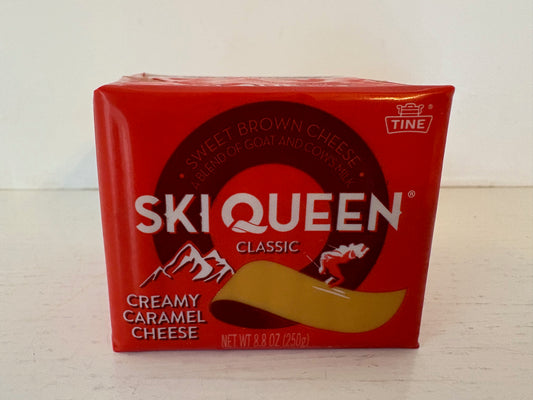 TINE®
SWEET BROWN CHEESE
A BLEND OF GOAT AND COW'S MILK
SKI QUEEN®
CLASSIC
CREAMY
CARAMEL
CHEESE
NET WT 8.8 OZ (250g)